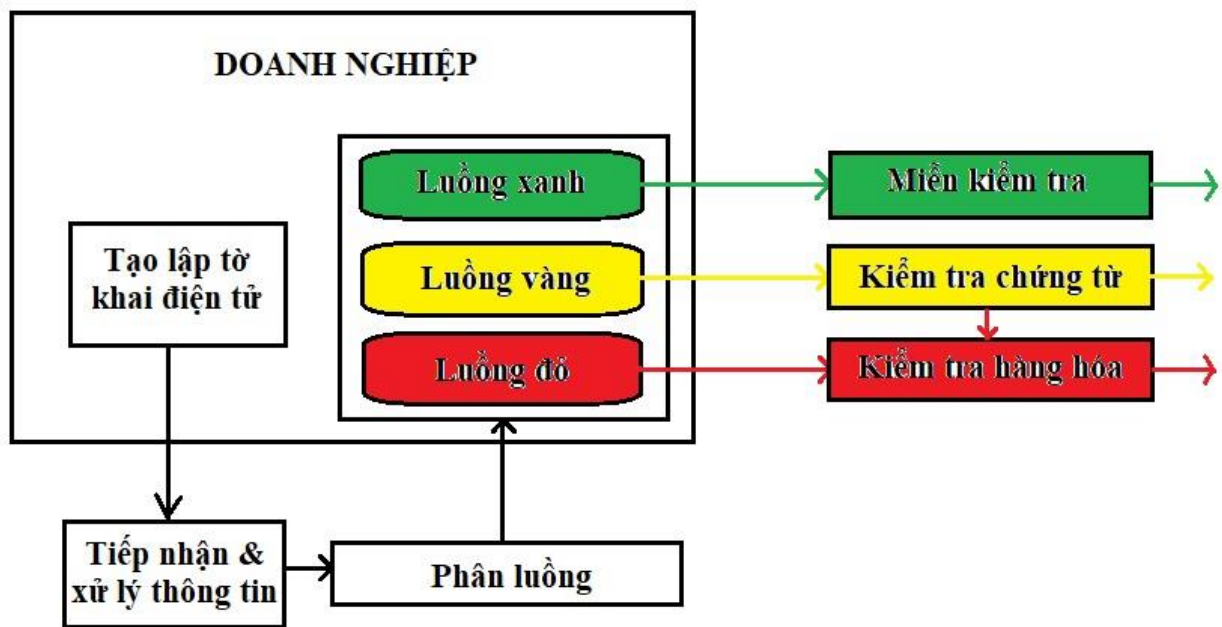 DOANH NGHIỆP
Luồng xanh
Miễn kiểm tra
Tạo lập tờ
khai điện tử
Luồng vàng
Kiểm tra chứng từ
Luồng đỏ
Kiểm tra hàng hóa
Tiếp nhận &
xử lý thông tin
Phân luồng